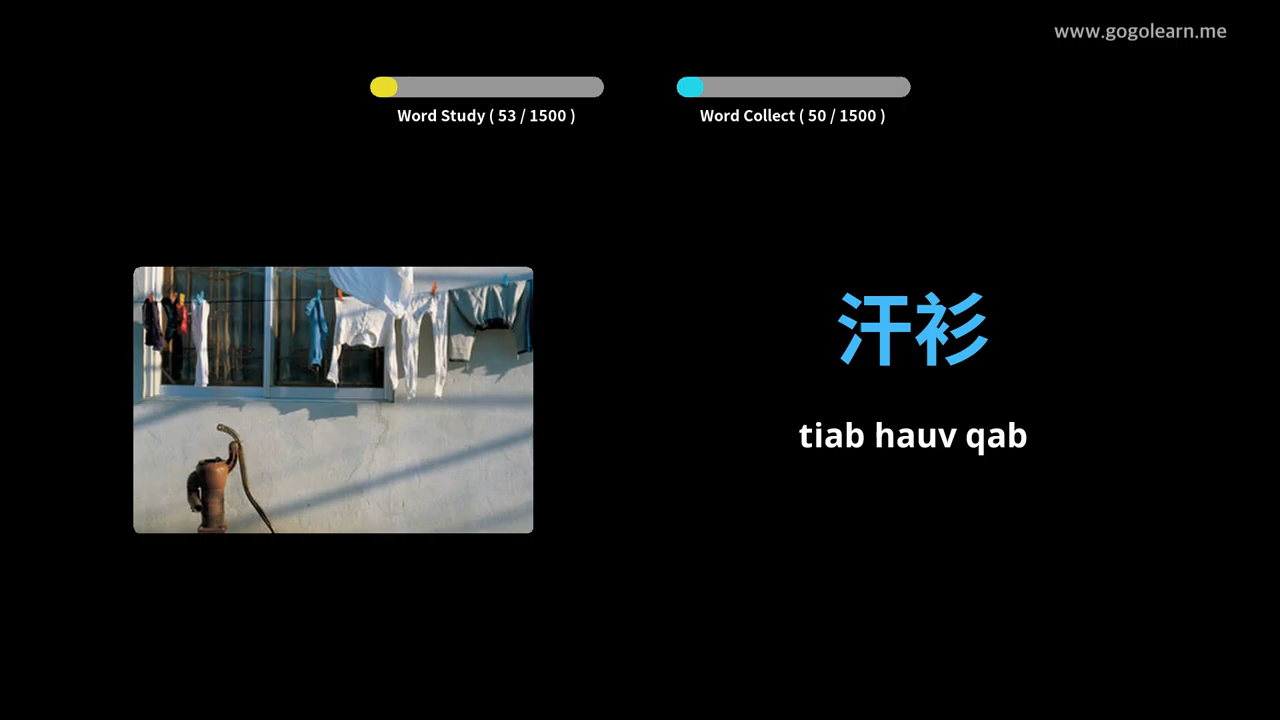 www.gogolearn.me
Word Study ( 53 / 1500 )
Word Collect ( 50 / 1500 )
汗衫
tiab hauv qab